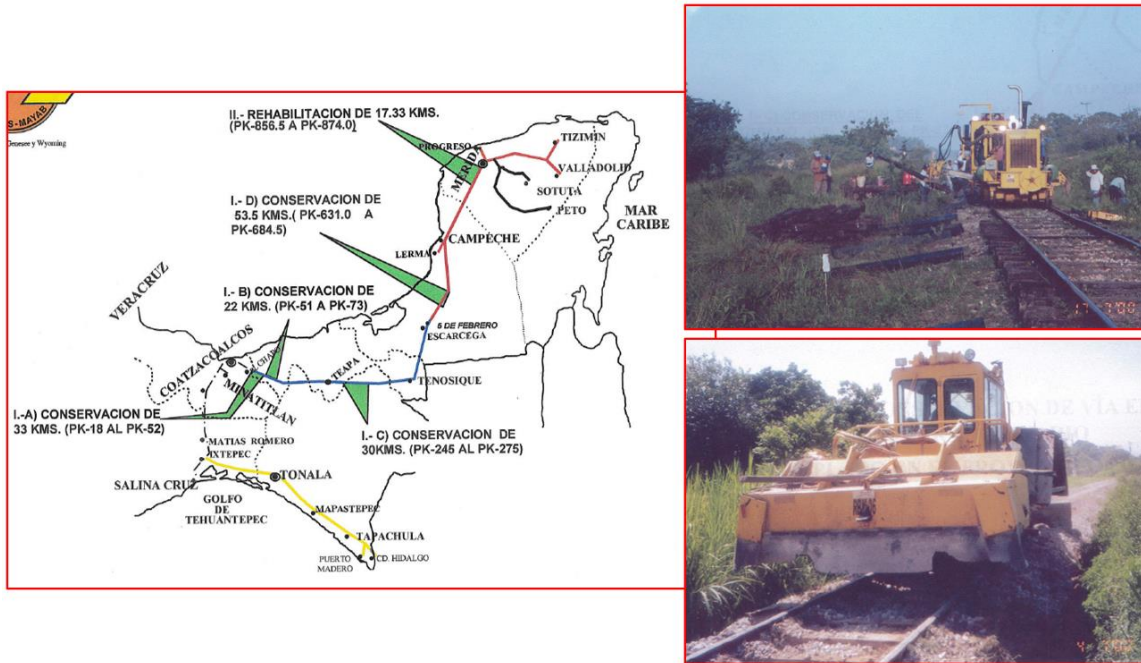 S-MAYAB
Genesee y Wyoming
II.- REHABILITACION DE 17.33 KMS.
(PK-856.5 A PK-874.0)
PROGRESO
MERIDA
TIZIMIN
VALLADOLID
SOTUTA
PETO
MAR
CARIBE
I.- D) CONSERVACION DE
53.5 KMS.( PK-631.0 A
PK-684.5)
CAMPECHE
LERMA
VERACRUZ
I.- B) CONSERVACION DE
22 KMS. (PK-51 A PK-73)
5 DE FEBRERO
ESCARCEGA
COATZACOALCOS
MINATITLAN
TEAPA
TENOSIQUE
I.-A) CONSERVACION DE
33 KMS. (PK-18 AL PK-52)
I.- C) CONSERVACION DE
30KMS. (PK-245 AL PK-275)
MATIAS ROMERO
IXTEPEC
SALINA CRUZ
TONALA
GOLFO
DE
TEHUANTEPEC
MAPASTEPEC
TAPACHULA
PUERTO
MADERO
CD. HIDALGO